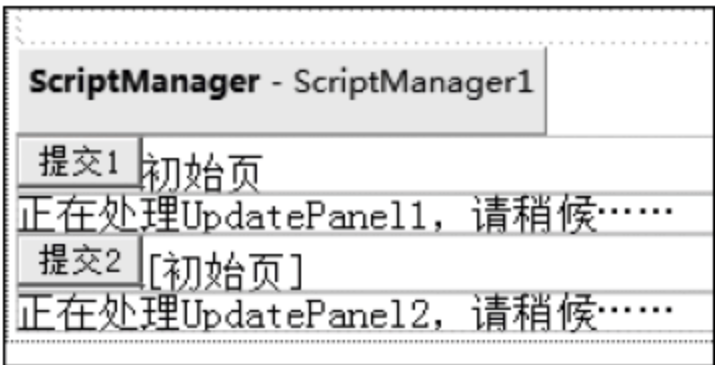 ScriptManager - ScriptManager1
提交1 初始页
正在处理UpdatePanel1，请稍候……
提交2 [初始页]
正在处理UpdatePanel2，请稍候……